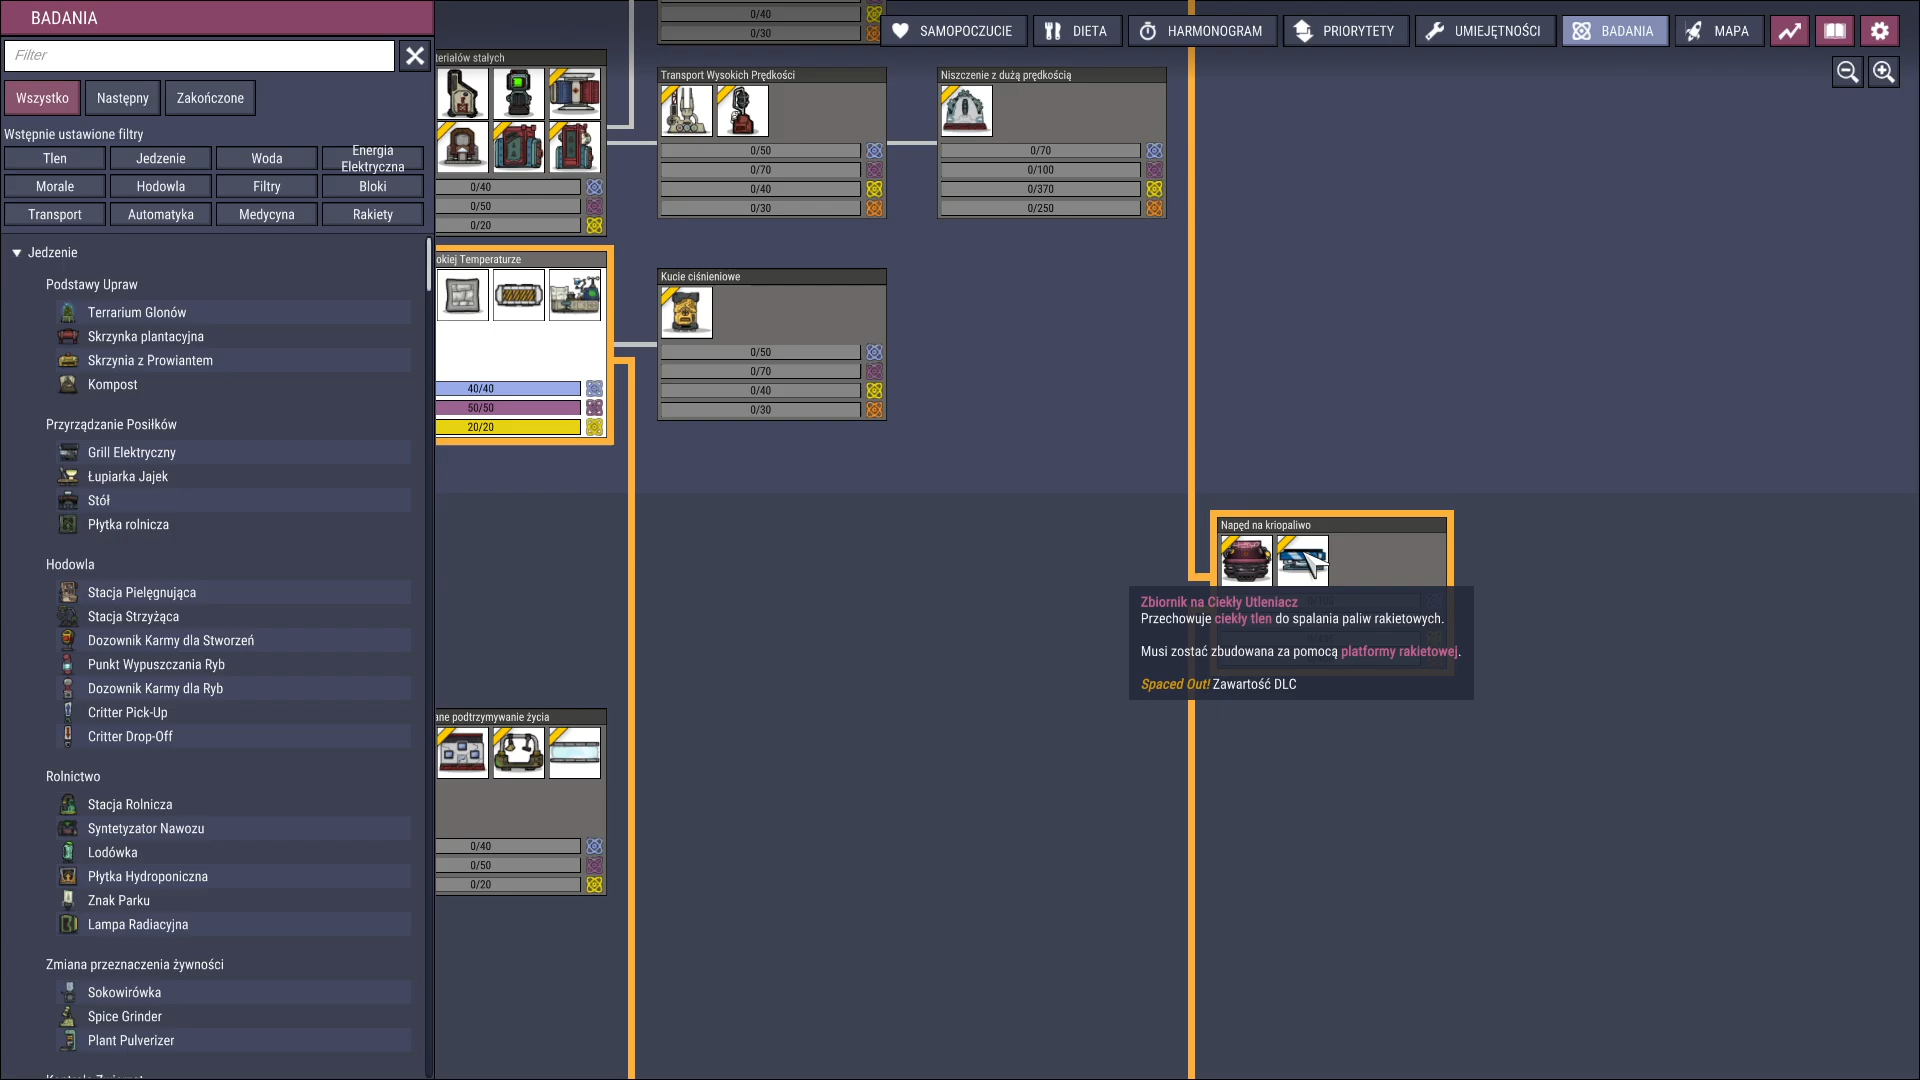 BADANIA
Filter
Wszystko
Następny
Zakończone
Wstępnie ustawione filtry
Tlen
Jedzenie
Woda
Energia
Elektryczna
Morale
Hodowla
Filtry
Bloki
Transport
Automatyka
Medycyna
Rakiety
Jedzenie
Podstawy Upraw
Terrarium Glonów
Skrzynka plantacyjna
Skrzynia z Prowiantem
Kompost
Przyrządzanie Posiłków
Grill Elektryczny
Łupiarka Jajek
Stół
Płytka rolnicza
Hodowla
Stacja Pielęgnująca
Stacja Strzyżąca
Dozownik Karmy dla Stworzeń
Punkt Wypuszczania Ryb
Dozownik Karmy dla Ryb
Critter Pick-Up
Critter Drop-Off
Rolnictwo
Stacja Rolnicza
Syntetyzator Nawozu
Lodówka
Płytka Hydroponiczna
Znak Parku
Lampa Radiacyjna
Zmiana przeznaczenia żywności
Sokowirówka
Spice Grinder
Plant Pulverizer
SAMOPOCZUCIE
DIETA
HARMONOGRAM
PRIORYTETY
UMIEJĘTNOŚCI
BADANIA
MAPA
0/40
0/30
teriałów stałych
0/40
0/50
0/20
Transport Wysokich Prędkości
0/50
0/70
0/40
0/30
Niszczenie z dużą prędkością
0/70
0/100
0/370
0/250
okiej Temperaturze
40/40
50/50
20/20
Kucie ciśnieniowe
0/50
0/70
0/40
0/30
Napęd na kriopaliwo
Zbiornik na Ciekły Utleniacz
Przechowuje ciekły tlen do spalania paliw rakietowych.
Musi zostać zbudowana za pomocą platformy rakietowej.
Spaced Out! Zawartość DLC
ane podtrzymywanie życia
0/40
0/50
0/20